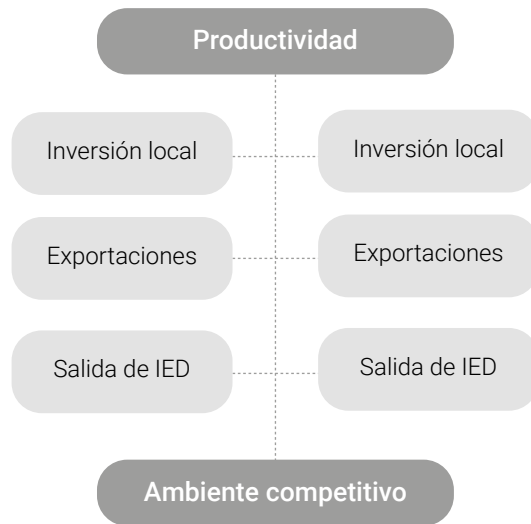 Productividad
Inversión local
Inversión local
Exportaciones
Exportaciones
Salida de IED
Salida de IED
Ambiente competitivo